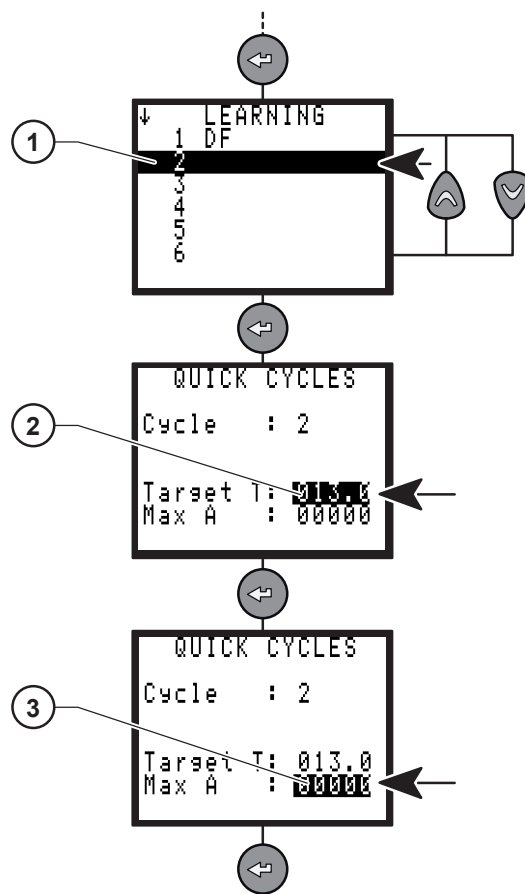 ↓ LEARNING
1 DF
1
2
3
4
5
6
QUICK CYCLES
Cycle : 2
2
Target T: 013.0
Max A : 00000
QUICK CYCLES
Cycle : 2
3
Target T: 013.0
Max A : 00000